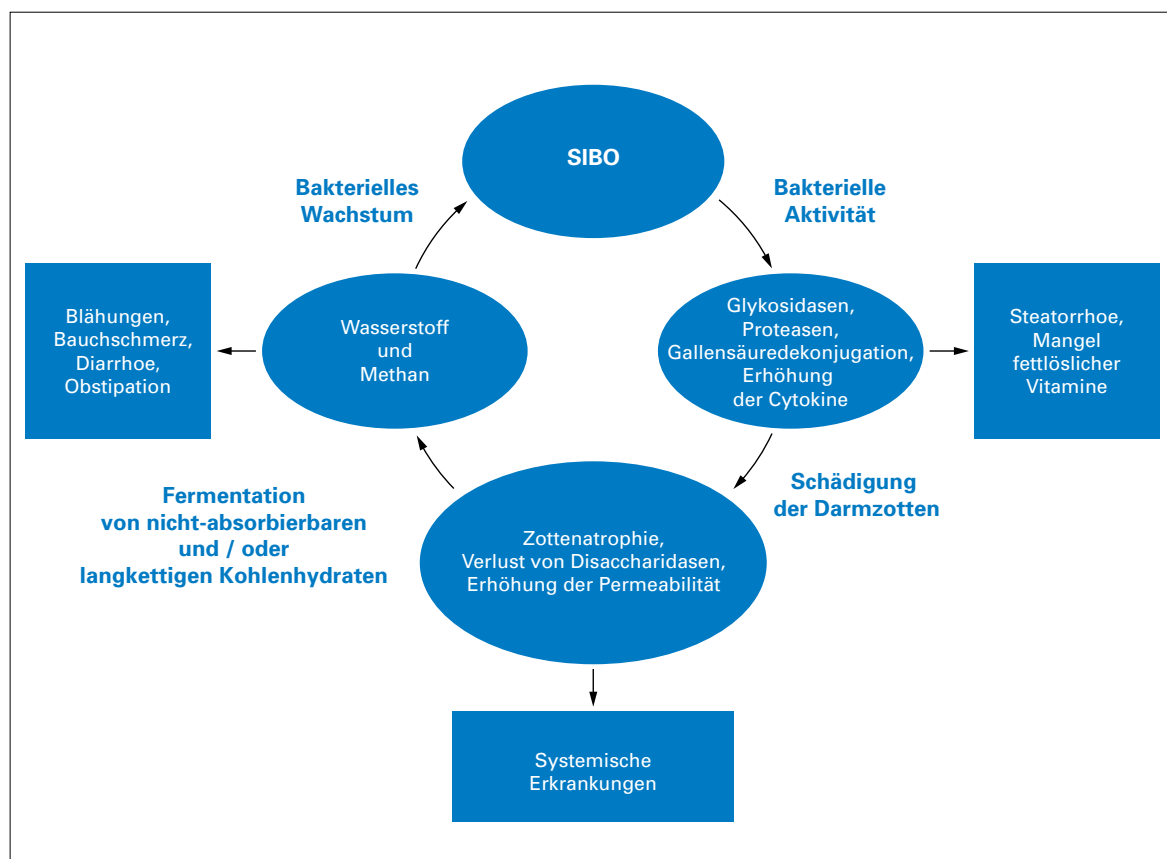 SIBO
Bakterielles
Wachstum
Bakterielle
Aktivität
Blähungen,
Bauchschmerz,
Diarrhoe,
Obstipation
Wasserstoff
und
Methan
Glykosidasen,
Proteasen,
Gallensäuredekonjugation,
Erhöhung
der Cytokine
Steatorrhoe,
Mangel
fettlöslicher
Vitamine
Fermentation
von nicht-absorbierbaren
und / oder
langkettigen Kohlenhydraten
Schädigung
der Darmzotten
Zottenatrophie,
Verlust von Disaccharidasen,
Erhöhung der Permeabilität
Systemische
Erkrankungen